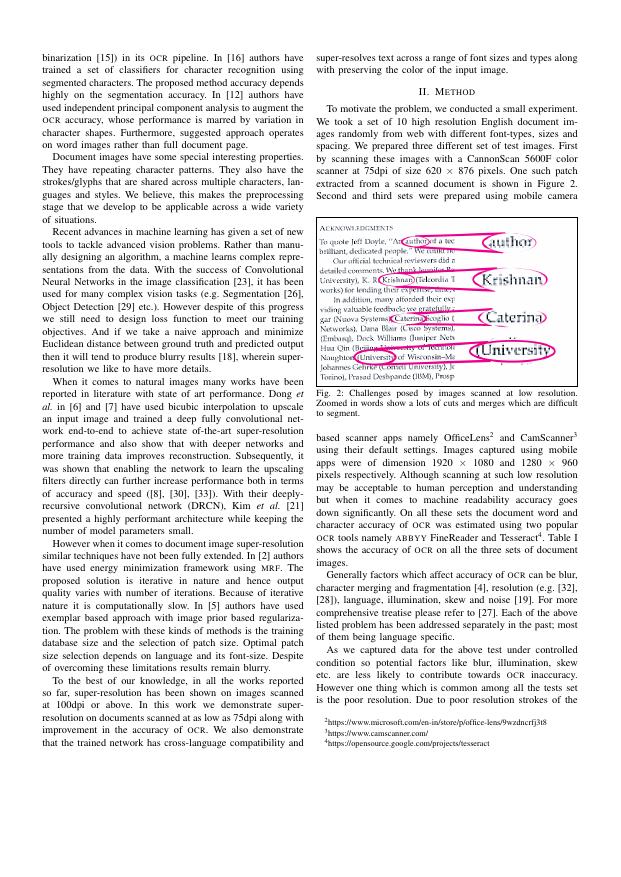 binarization [15]) in its OCR pipeline. In [16] authors have
trained a set of classifiers for character recognition using
segmented characters. The proposed method accuracy depends
highly on the segmentation accuracy. In [12] authors have
used independent principal component analysis to augment the
OCR accuracy, whose performance is marred by variation in
character shapes. Furthermore, suggested approach operates
on word images rather than full document page.
Document images have some special interesting properties.
They have repeating character patterns. They also have the
strokes/glyphs that are shared across multiple characters, lan-
guages and styles. We believe, this makes the preprocessing
stage that we develop to be applicable across a wide variety
of situations.
Recent advances in machine learning has given a set of new
tools to tackle advanced vision problems. Rather than manu-
ally designing an algorithm, a machine learns complex repre-
sentations from the data. With the success of Convolutional
Neural Networks in the image classification [23], it has been
used for many complex vision tasks (e.g. Segmentation [26],
Object Detection [29] etc.). However despite of this progress
we still need to design loss function to meet our training
objectives. And if we take a naive approach and minimize
Euclidean distance between ground truth and predicted output
then it will tend to produce blurry results [18], wherein super-
resolution we like to have more details.
When it comes to natural images many works have been
reported in literature with state of art performance. Dong et
al. in [6] and [7] have used bicubic interpolation to upscale
an input image and trained a deep fully convolutional net-
work end-to-end to achieve state of-the-art super-resolution
performance and also show that with deeper networks and
more training data improves reconstruction. Subsequently, it
was shown that enabling the network to learn the upscaling
filters directly can further increase performance both in terms
of accuracy and speed ([8], [30], [33]). With their deeply-
recursive convolutional network (DRCN), Kim et al. [21]
presented a highly performant architecture while keeping the
number of model parameters small.
However when it comes to document image super-resolution
similar techniques have not been fully extended. In [2] authors
have used energy minimization framework using MRF. The
proposed solution is iterative in nature and hence output
quality varies with number of iterations. Because of iterative
nature it is computationally slow. In [5] authors have used
exemplar based approach with image prior based regulariza-
tion. The problem with these kinds of methods is the training
database size and the selection of patch size. Optimal patch
size selection depends on language and its font-size. Despite
of overcoming these limitations results remain blurry.
To the best of our knowledge, in all the works reported
so far, super-resolution has been shown on images scanned
at 100dpi or above. In this work we demonstrate super-
resolution on documents scanned at as low as 75dpi along with
improvement in the accuracy of OCR. We also demonstrate
that the trained network has cross-language compatibility and
super-resolves text across a range of font sizes and types along
with preserving the color of the input image.
II. METHOD
To motivate the problem, we conducted a small experiment.
We took a set of 10 high resolution English document im-
ages randomly from web with different font-types, sizes and
spacing. We prepared three different set of test images. First
by scanning these images with a CannonScan 5600F color
scanner at 75dpi of size 620 × 876 pixels. One such patch
extracted from a scanned document is shown in Figure 2.
Second and third sets were prepared using mobile camera
ACKNOWLEDGMENTS
To quote Jeff Doyle, "An author of a tec
brilliant, dedicated people." We could no
Our official technical reviewers did a
detailed comments. We thank Jennifer Re
University), K. R. Krishnan (Telcordia T
works) for lending their expertise, time,
In addition, many afforded their exp
viding valuable feedback; we gratefully a
gar (Nuova Systems), Caterina Scoglio (
Networks), Dana Blair (Cisco Systems),
(Embarq), Dick Williams (Juniper Netw
Hua Qin (Beijing University of Technol
Noughton (University of Wisconsin–Ma
Johannes Gehrke (Cornell University), Je
Torino), Prasad Deshpande (IBM), Prosp
author
Krishnan
Caterina
(University
Fig. 2: Challenges posed by images scanned at low resolution.
Zoomed in words show a lots of cuts and merges which are difficult
to segment.
based scanner apps namely OfficeLens2 and CamScanner3
using their default settings. Images captured using mobile
apps were of dimension 1920 × 1080 and 1280 × 960
pixels respectively. Although scanning at such low resolution
may be acceptable to human perception and understanding
but when it comes to machine readability accuracy goes
down significantly. On all these sets the document word and
character accuracy of OCR was estimated using two popular
OCR tools namely ABBYY FineReader and Tesseract4. Table I
shows the accuracy of OCR on all the three sets of document
images.
Generally factors which affect accuracy of OCR can be blur,
character merging and fragmentation [4], resolution (e.g. [32],
[28]), language, illumination, skew and noise [19]. For more
comprehensive treatise please refer to [27]. Each of the above
listed problem has been addressed separately in the past; most
of them being language specific.
As we captured data for the above test under controlled
condition so potential factors like blur, illumination, skew
etc. are less likely to contribute towards OCR inaccuracy.
However one thing which is common among all the tests set
is the poor resolution. Due to poor resolution strokes of the
2https://www.microsoft.com/en-in/store/p/office-lens/9wzdncrfj3t8
3https://www.camscanner.com/
4https://opensource.google.com/projects/tesseract